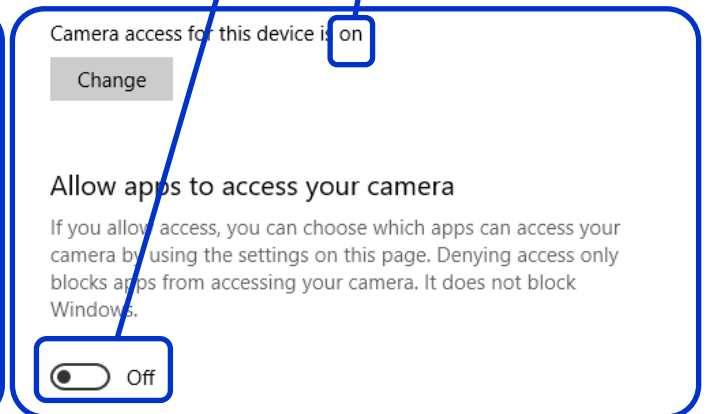 Camera access for this device is on
Change
Allow apps to access your camera
If you allow access, you can choose which apps can access your
camera by using the settings on this page. Denying access only
blocks apps from accessing your camera. It does not block
Windows.
Off